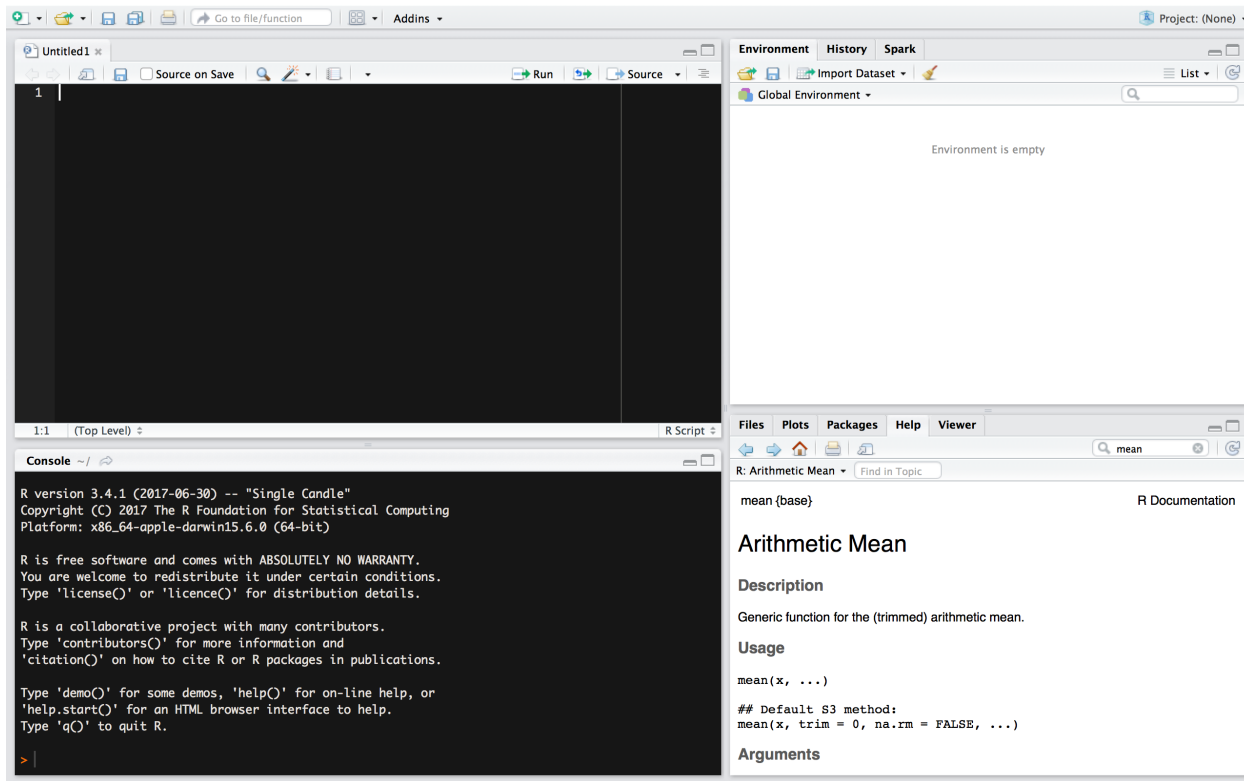 Go to file/function Addins Project: (None)
Untitled1
Source on Save Run Source
1
1:1 (Top Level) R Script
Console ~/
R version 3.4.1 (2017-06-30) -- "Single Candle"
Copyright (C) 2017 The R Foundation for Statistical Computing
Platform: x86_64-apple-darwin15.6.0 (64-bit)
R is free software and comes with ABSOLUTELY NO WARRANTY.
You are welcome to redistribute it under certain conditions.
Type 'license()' or 'licence()' for distribution details.
R is a collaborative project with many contributors.
Type 'contributors()' for more information and
'citation()' on how to cite R or R packages in publications.
Type 'demo()' for some demos, 'help()' for on-line help, or
'help.start()' for an HTML browser interface to help.
Type 'q()' to quit R.
>
Environment History Spark
Import Dataset List
Global Environment
Environment is empty
Files Plots Packages Help Viewer
mean
R: Arithmetic Mean Find in Topic
mean {base} R Documentation
Arithmetic Mean
Description
Generic function for the (trimmed) arithmetic mean.
Usage
mean(x, ...)
## Default S3 method:
mean(x, trim = 0, na.rm = FALSE, ...)
Arguments